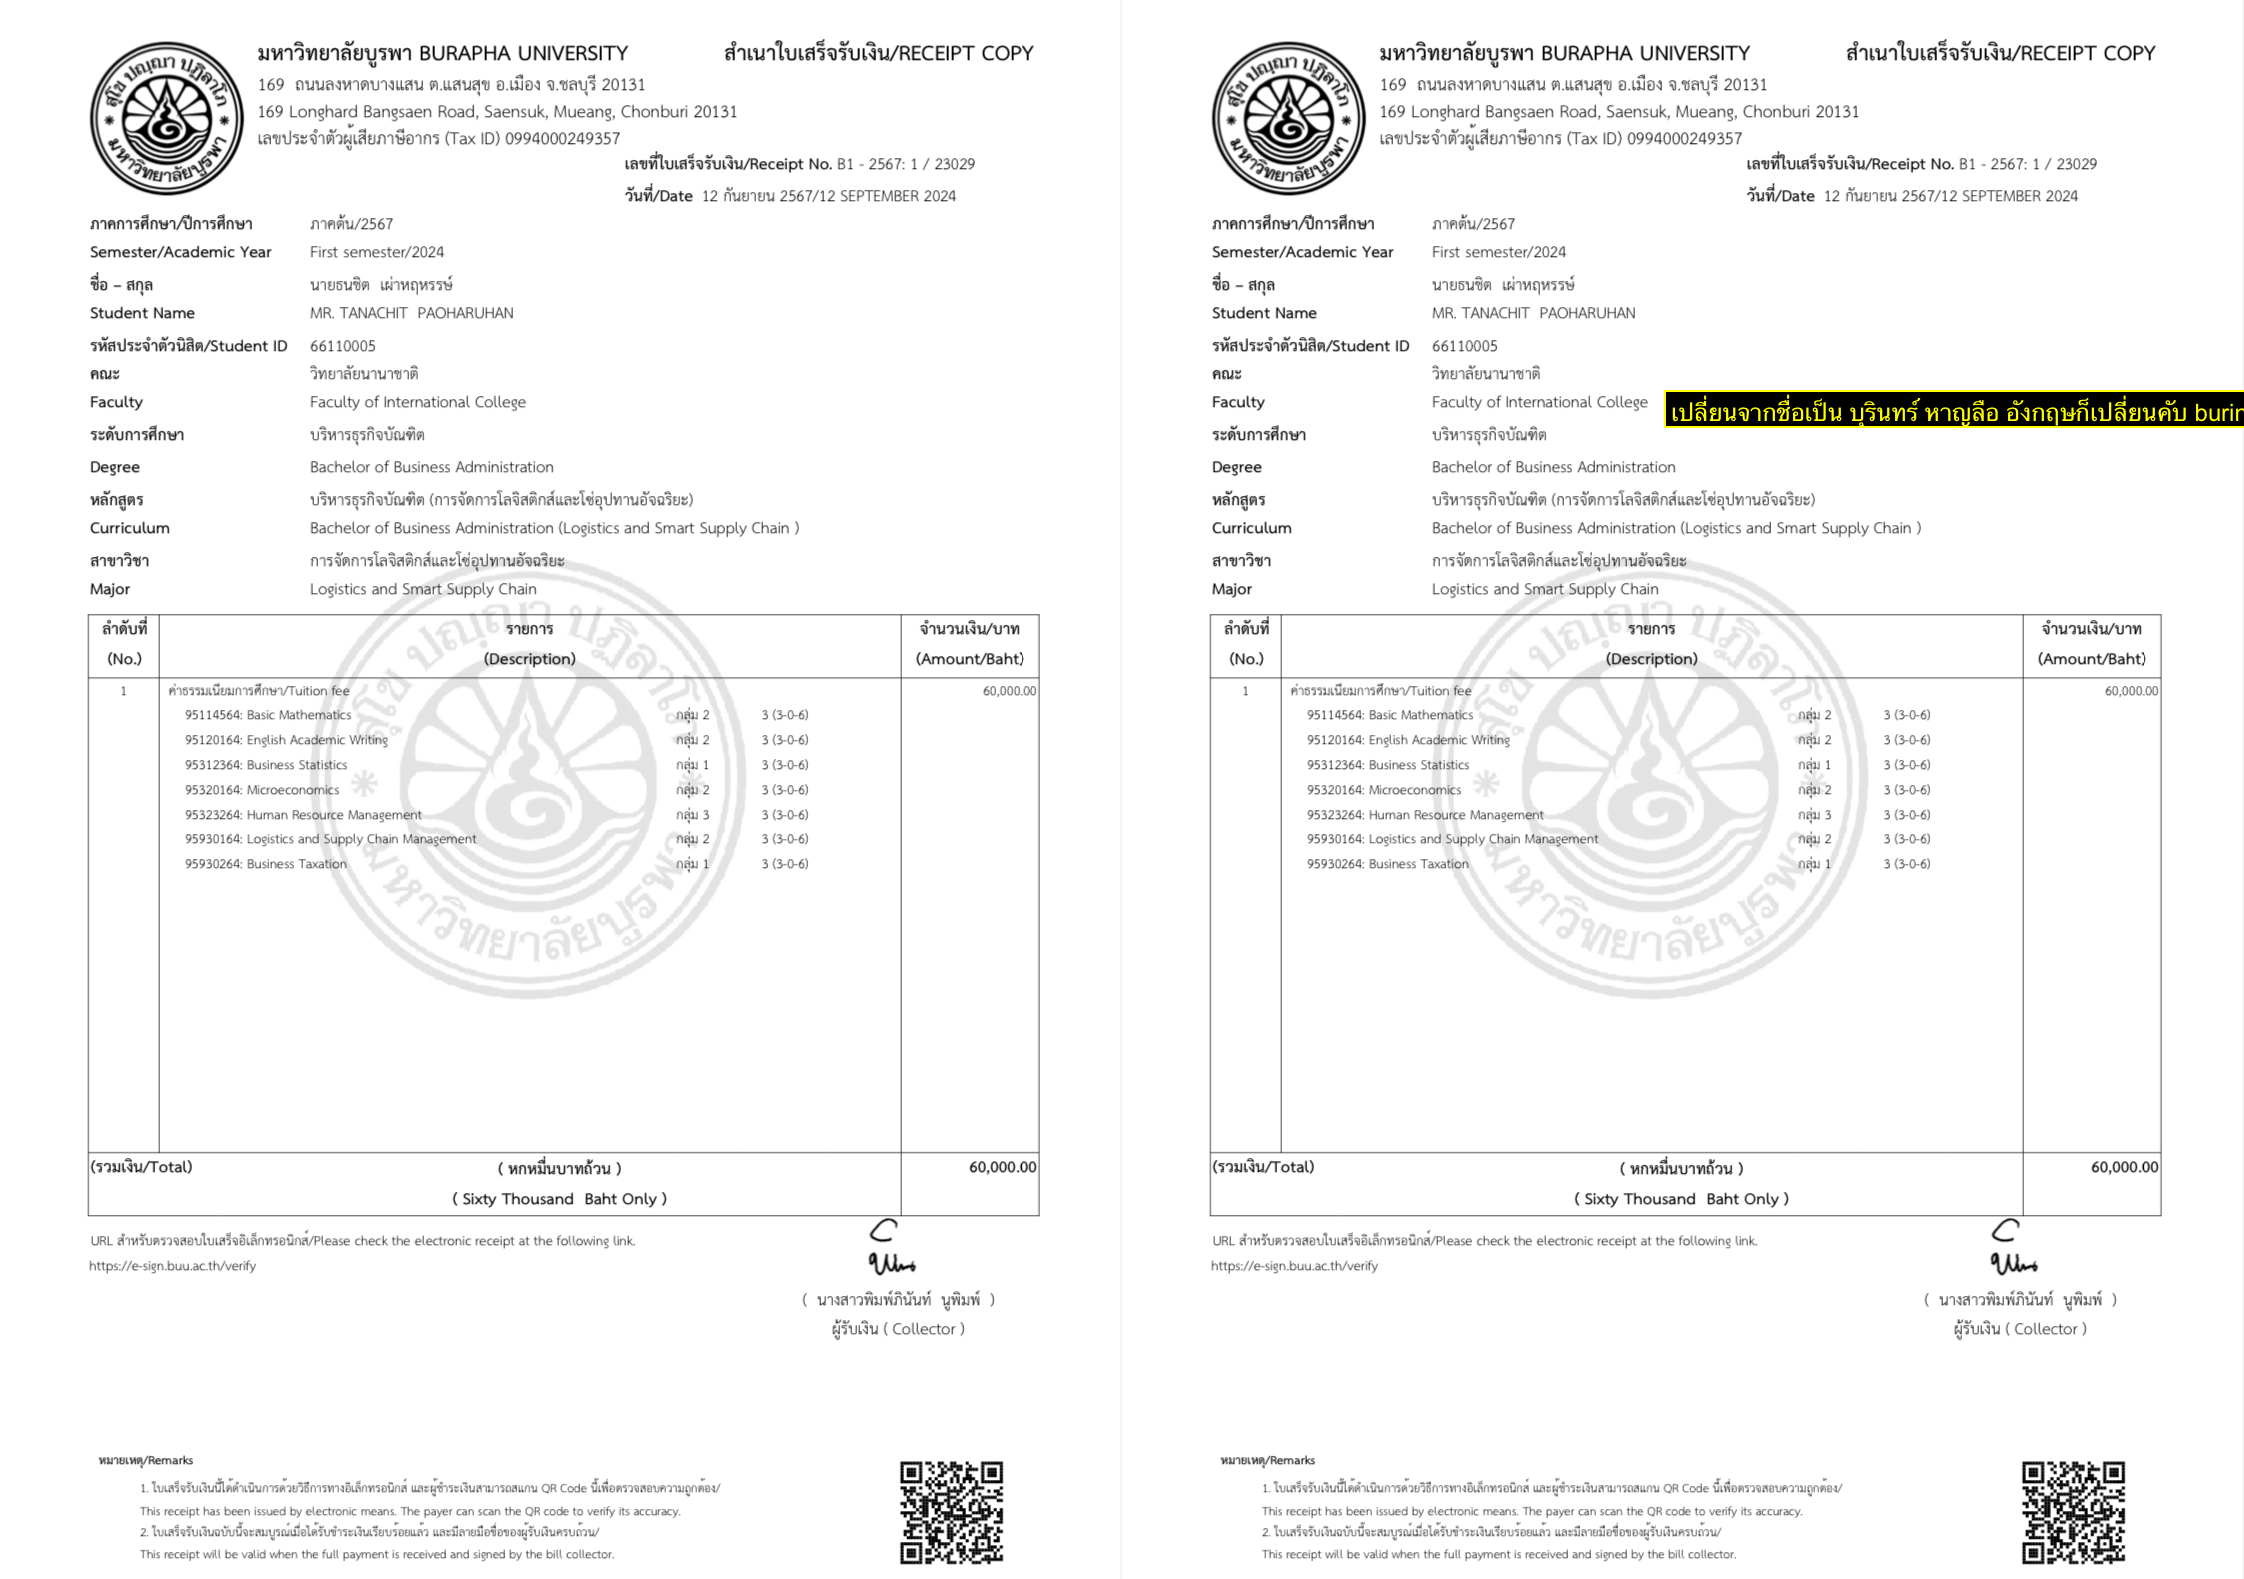 มหาวิทยาลัยบูรพา BURAPHA UNIVERSITY สำเนาใบเสร็จรับเงิน/RECEIPT COPY
169 ถนนลงหาดบางแสน ต.แสนสุข อ.เมือง จ.ชลบุรี 20131
169 Longhard Bangsaen Road, Saensuk, Mueang, Chonburi 20131
เลขประจำตัวผู้เสียภาษีอากร (Tax ID) 0994000249357
เลขที่ใบเสร็จรับเงิน/Receipt No. B1 - 2567: 1 / 23029
วันที่/Date 12 กันยายน 2567/12 SEPTEMBER 2024
ภาคการศึกษา/ปีการศึกษา ภาคต้น/2567
Semester/Academic Year First semester/2024
ชื่อ – สกุล นายธนชิต เผ่าหฤหรรษ์
Student Name MR. TANACHIT PAOHARUHAN
รหัสประจำตัวนิสิต/Student ID 66110005
คณะ วิทยาลัยนานาชาติ
Faculty Faculty of International College
ระดับการศึกษา บริหารธุรกิจบัณฑิต
Degree Bachelor of Business Administration
หลักสูตร บริหารธุรกิจบัณฑิต (การจัดการโลจิสติกส์และโซ่อุปทานอัจฉริยะ)
Curriculum Bachelor of Business Administration (Logistics and Smart Supply Chain )
สาขาวิชา การจัดการโลจิสติกส์และโซ่อุปทานอัจฉริยะ
Major Logistics and Smart Supply Chain
ลำดับที่ รายการ จำนวนเงิน/บาท
(No.) (Description) (Amount/Baht)
1 ค่าธรรมเนียมการศึกษา/Tuition fee 60,000.00
95114564: Basic Mathematics กลุ่ม 2 3 (3-0-6)
95120164: English Academic Writing กลุ่ม 2 3 (3-0-6)
95312364: Business Statistics กลุ่ม 1 3 (3-0-6)
95320164: Microeconomics กลุ่ม 2 3 (3-0-6)
95323264: Human Resource Management กลุ่ม 3 3 (3-0-6)
95930164: Logistics and Supply Chain Management กลุ่ม 2 3 (3-0-6)
95930264: Business Taxation กลุ่ม 1 3 (3-0-6)
(รวมเงิน/Total) ( หกหมื่นบาทถ้วน ) 60,000.00
( Sixty Thousand Baht Only )
URL สำหรับตรวจสอบใบเสร็จอิเล็กทรอนิกส์/Please check the electronic receipt at the following link.
https://e-sign.buu.ac.th/verify
( นางสาวพิมพ์ภินันท์ นูพิมพ์ )
ผู้รับเงิน ( Collector )
หมายเหตุ/Remarks
1. ใบเสร็จรับเงินนี้ได้ดำเนินการด้วยวิธีการทางอิเล็กทรอนิกส์ และผู้ชำระเงินสามารถสแกน QR Code นี้เพื่อตรวจสอบความถูกต้อง/
This receipt has been issued by electronic means. The payer can scan the QR code to verify its accuracy.
2. ใบเสร็จรับเงินฉบับนี้จะสมบูรณ์เมื่อได้รับชำระเงินเรียบร้อยแล้ว และมีลายมือชื่อของผู้รับเงินครบถ้วน/
This receipt will be valid when the full payment is received and signed by the bill collector.
มหาวิทยาลัยบูรพา BURAPHA UNIVERSITY สำเนาใบเสร็จรับเงิน/RECEIPT COPY
169 ถนนลงหาดบางแสน ต.แสนสุข อ.เมือง จ.ชลบุรี 20131
169 Longhard Bangsaen Road, Saensuk, Mueang, Chonburi 20131
เลขประจำตัวผู้เสียภาษีอากร (Tax ID) 0994000249357
เลขที่ใบเสร็จรับเงิน/Receipt No. B1 - 2567: 1 / 23029
วันที่/Date 12 กันยายน 2567/12 SEPTEMBER 2024
ภาคการศึกษา/ปีการศึกษา ภาคต้น/2567
Semester/Academic Year First semester/2024
ชื่อ – สกุล นายธนชิต เผ่าหฤหรรษ์
Student Name MR. TANACHIT PAOHARUHAN
รหัสประจำตัวนิสิต/Student ID 66110005
คณะ วิทยาลัยนานาชาติ
Faculty Faculty of International College
เปลี่ยนจากชื่อเป็น บุรินทร์ หาญลือ อังกฤษก็เปลี่ยนคับ burin
ระดับการศึกษา บริหารธุรกิจบัณฑิต
Degree Bachelor of Business Administration
หลักสูตร บริหารธุรกิจบัณฑิต (การจัดการโลจิสติกส์และโซ่อุปทานอัจฉริยะ)
Curriculum Bachelor of Business Administration (Logistics and Smart Supply Chain )
สาขาวิชา การจัดการโลจิสติกส์และโซ่อุปทานอัจฉริยะ
Major Logistics and Smart Supply Chain
ลำดับที่ รายการ จำนวนเงิน/บาท
(No.) (Description) (Amount/Baht)
1 ค่าธรรมเนียมการศึกษา/Tuition fee 60,000.00
95114564: Basic Mathematics กลุ่ม 2 3 (3-0-6)
95120164: English Academic Writing กลุ่ม 2 3 (3-0-6)
95312364: Business Statistics กลุ่ม 1 3 (3-0-6)
95320164: Microeconomics กลุ่ม 2 3 (3-0-6)
95323264: Human Resource Management กลุ่ม 3 3 (3-0-6)
95930164: Logistics and Supply Chain Management กลุ่ม 2 3 (3-0-6)
95930264: Business Taxation กลุ่ม 1 3 (3-0-6)
(รวมเงิน/Total) ( หกหมื่นบาทถ้วน ) 60,000.00
( Sixty Thousand Baht Only )
URL สำหรับตรวจสอบใบเสร็จอิเล็กทรอนิกส์/Please check the electronic receipt at the following link.
https://e-sign.buu.ac.th/verify
( นางสาวพิมพ์ภินันท์ นูพิมพ์ )
ผู้รับเงิน ( Collector )
หมายเหตุ/Remarks
1. ใบเสร็จรับเงินนี้ได้ดำเนินการด้วยวิธีการทางอิเล็กทรอนิกส์ และผู้ชำระเงินสามารถสแกน QR Code นี้เพื่อตรวจสอบความถูกต้อง/
This receipt has been issued by electronic means. The payer can scan the QR code to verify its accuracy.
2. ใบเสร็จรับเงินฉบับนี้จะสมบูรณ์เมื่อได้รับชำระเงินเรียบร้อยแล้ว และมีลายมือชื่อของผู้รับเงินครบถ้วน/
This receipt will be valid when the full payment is received and signed by the bill collector.